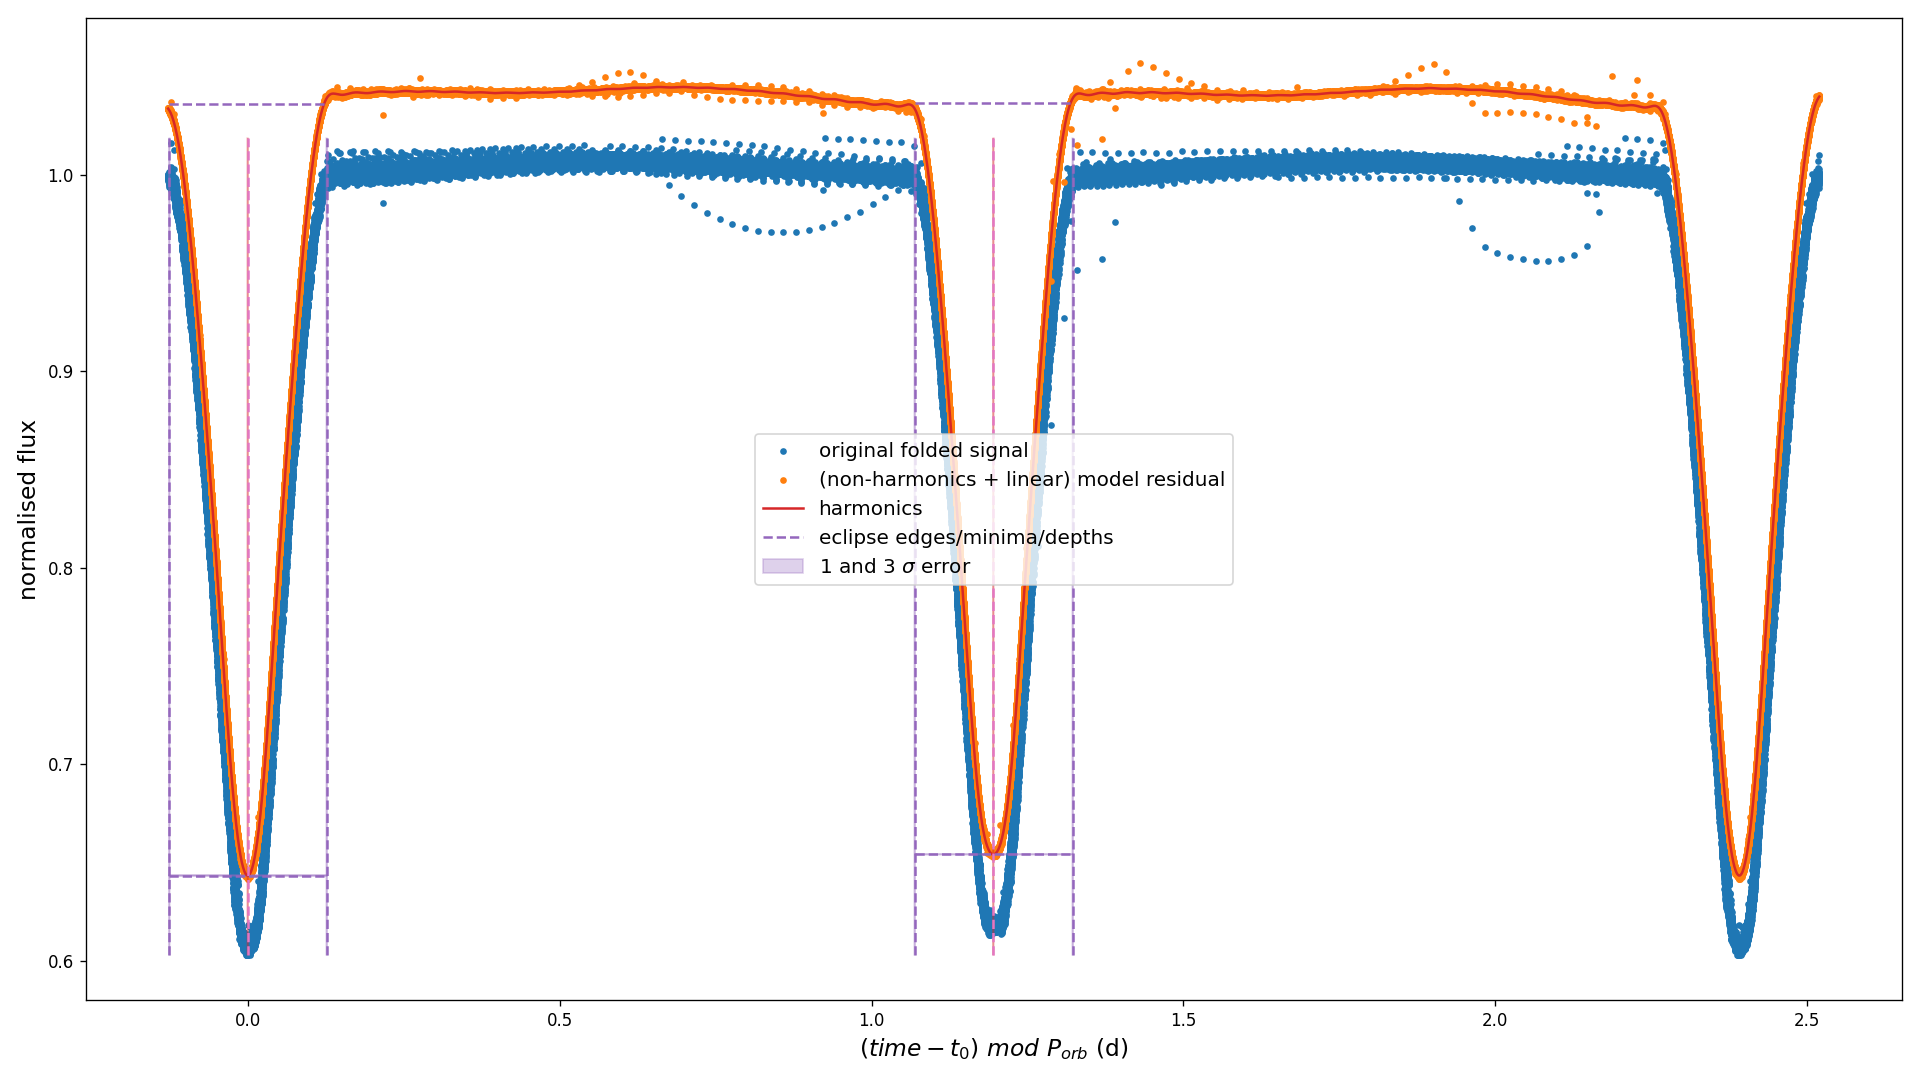 normalised flux
1.0
0.9
0.8
0.7
0.6
original folded signal
(non-harmonics + linear) model residual
harmonics
eclipse edges/minima/depths
1 and 3 σ error
0.0 0.5 1.0 1.5 2.0 2.5
(time − t₀) mod P_orb (d)